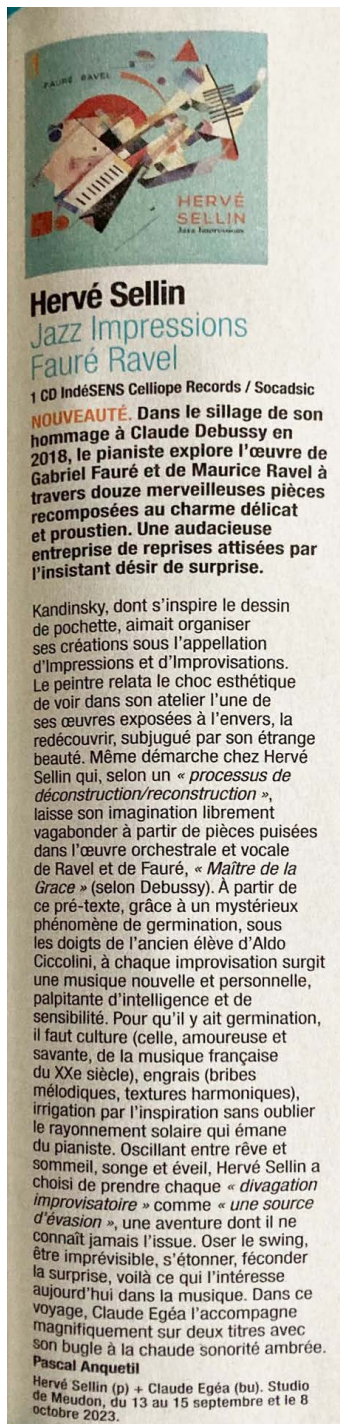 FAURÉ RAVEL
HERVÉ
SELLIN
Jazz Impressions
Hervé Sellin
Jazz Impressions
Fauré Ravel
1 CD IndéSENS Celliope Records / Socadsic
NOUVEAUTÉ. Dans le sillage de son
hommage à Claude Debussy en
2018, le pianiste explore l'œuvre de
Gabriel Fauré et de Maurice Ravel à
travers douze merveilleuses pièces
recomposées au charme délicat
et proustien. Une audacieuse
entreprise de reprises attisées par
l'insistant désir de surprise.
Kandinsky, dont s'inspire le dessin
de pochette, aimait organiser
ses créations sous l'appellation
d'Impressions et d'Improvisations.
Le peintre relata le choc esthétique
de voir dans son atelier l'une de
ses œuvres exposées à l'envers, la
redécouvrir, subjugué par son étrange
beauté. Même démarche chez Hervé
Sellin qui, selon un « processus de
déconstruction/reconstruction »,
laisse son imagination librement
vagabonder à partir de pièces puisées
dans l'œuvre orchestrale et vocale
de Ravel et de Fauré, « Maître de la
Grace » (selon Debussy). À partir de
ce pré-texte, grâce à un mystérieux
phénomène de germination, sous
les doigts de l'ancien élève d'Aldo
Ciccolini, à chaque improvisation surgit
une musique nouvelle et personnelle,
palpitante d'intelligence et de
sensibilité. Pour qu'il y ait germination,
il faut culture (celle, amoureuse et
savante, de la musique française
du XXe siècle), engrais (bribes
mélodiques, textures harmoniques),
irrigation par l'inspiration sans oublier
le rayonnement solaire qui émane
du pianiste. Oscillant entre rêve et
sommeil, songe et éveil, Hervé Sellin a
choisi de prendre chaque « divagation
improvisatoire » comme « une source
d'évasion », une aventure dont il ne
connaît jamais l'issue. Oser le swing,
être imprévisible, s'étonner, féconder
la surprise, voilà ce qui l'intéresse
aujourd'hui dans la musique. Dans ce
voyage, Claude Egéa l'accompagne
magnifiquement sur deux titres avec
son bugle à la chaude sonorité ambrée.
Pascal Anquetil
Hervé Sellin (p) + Claude Egéa (bu). Studio
de Meudon, du 13 au 15 septembre et le 8
octobre 2023.